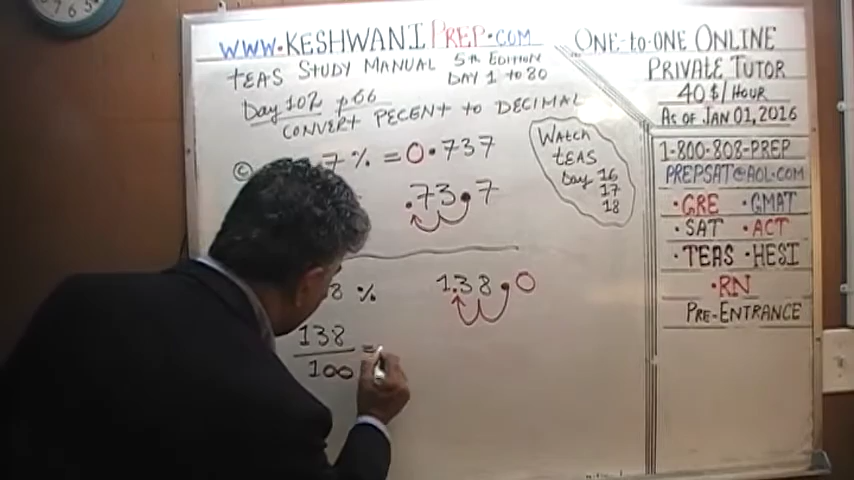 WWW.KESHWANIPREP.COM
TEAS STUDY MANUAL 5th EDITION
DAY 1 TO 80
Day 102 p66
CONVERT PECENT TO DECIMAL
© 7 % = 0.737
.73.7
WATCH
TEAS
Day 16
17
18
8 %
138.0
138
100 =
ONE-to-ONE ONLINE
PRIVATE TUTOR
40 $/HOUR
AS OF JAN 01, 2016
1-800-808-PREP
PREPSAT@AOL.COM
•GRE •GMAT
•SAT •ACT
•TEAS •HESI
•RN
PRE-ENTRANCE